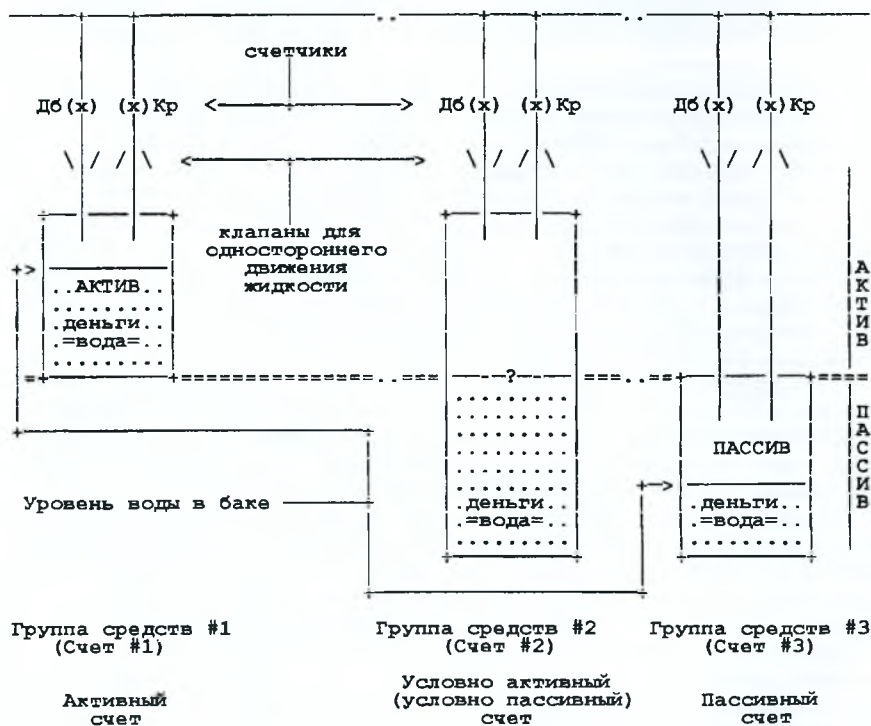 счетчики
Дб(х) (х)Кр <——> Дб(х) (х)Кр Дб(х) (х)Кр
\ / / \ <——> \ / / \ \ / / \
клапаны для
одностороннего
движения
жидкости
..АКТИВ..
.деньги..
.=вода=..
?
ПАССИВ
Уровень воды в баке
.деньги..
.=вода=..
.деньги..
.=вода=..
АКТИВ
ПАССИВ
Группа средств #1
(Счет #1)
Группа средств #2
(Счет #2)
Группа средств #3
(Счет #3)
Активный
счет
Условно активный
(условно пассивный)
счет
Пассивный
счет